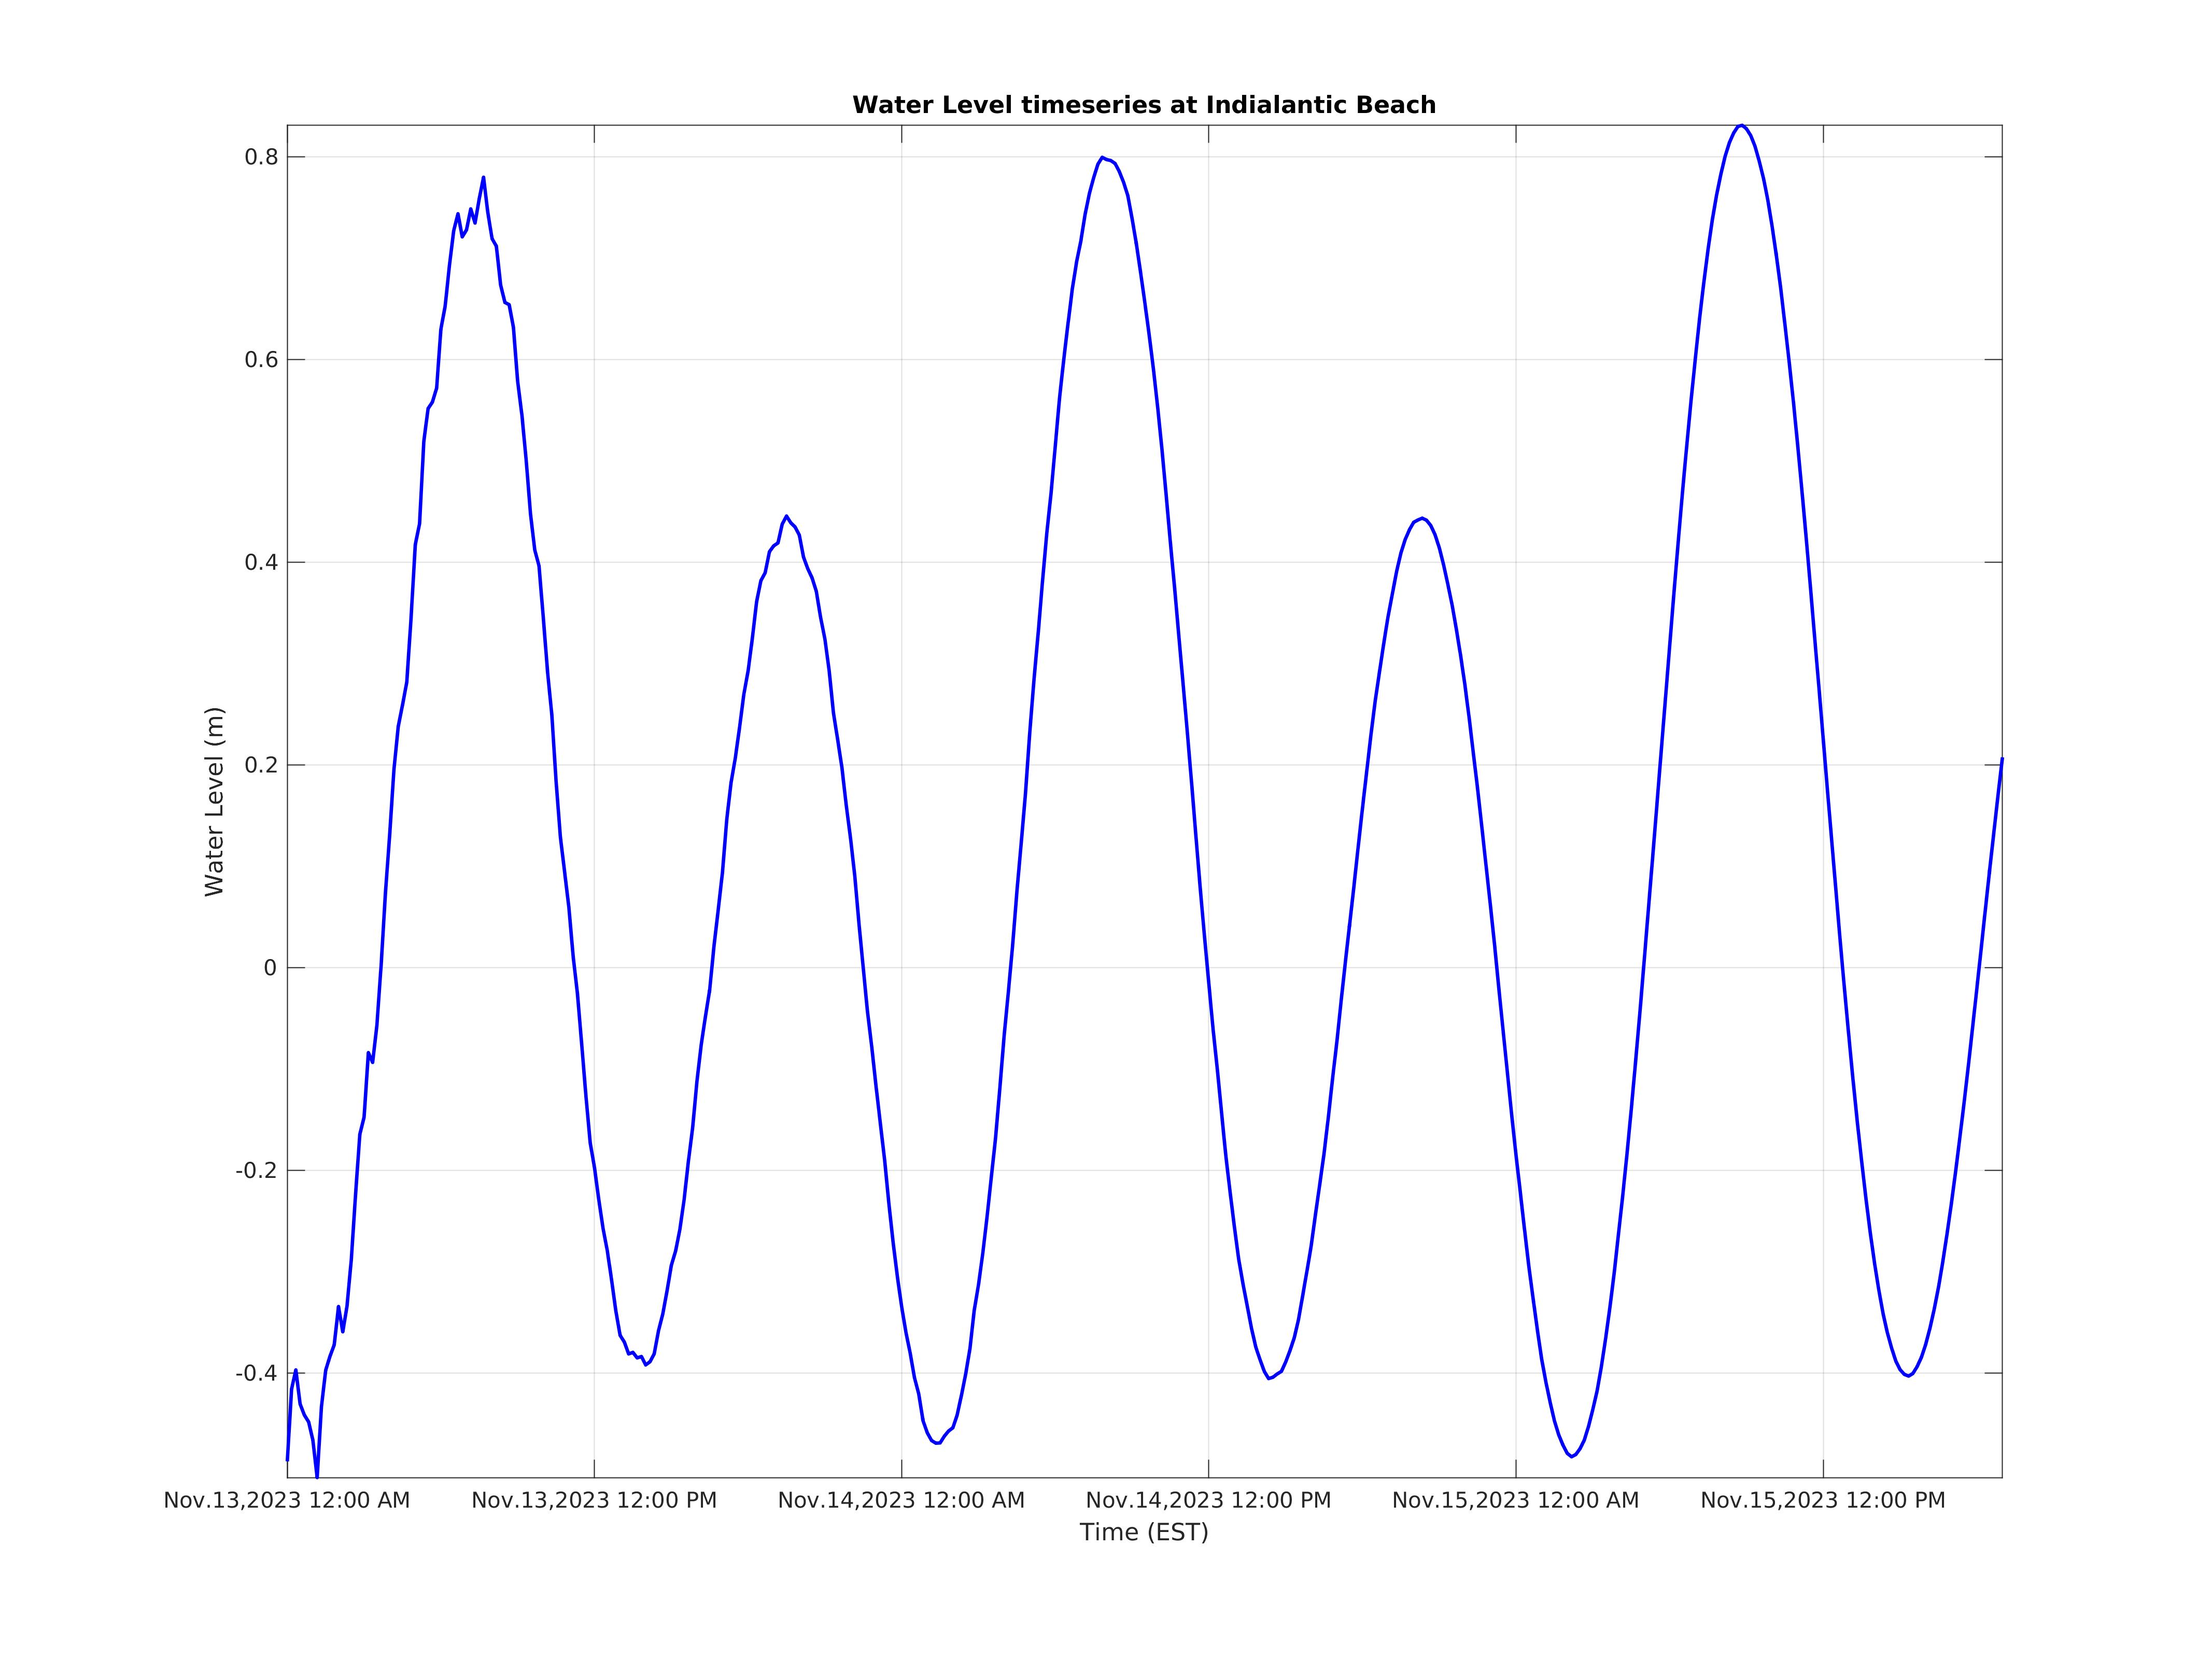 Water Level timeseries at Indialantic Beach
0.8
0.6
0.4
0.2
0
-0.2
-0.4
Water Level (m)
Nov.13,2023 12:00 AM
Nov.13,2023 12:00 PM
Nov.14,2023 12:00 AM
Nov.14,2023 12:00 PM
Nov.15,2023 12:00 AM
Nov.15,2023 12:00 PM
Time (EST)